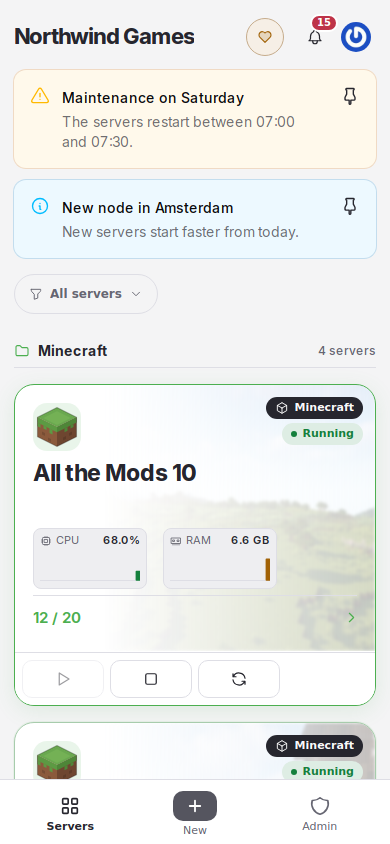 Northwind Games
15
Maintenance on Saturday
The servers restart between 07:00
and 07:30.
New node in Amsterdam
New servers start faster from today.
All servers
Minecraft
4 servers
Minecraft
Running
All the Mods 10
CPU 68.0%
RAM 6.6 GB
12 / 20
Minecraft
Running
Servers
New
Admin